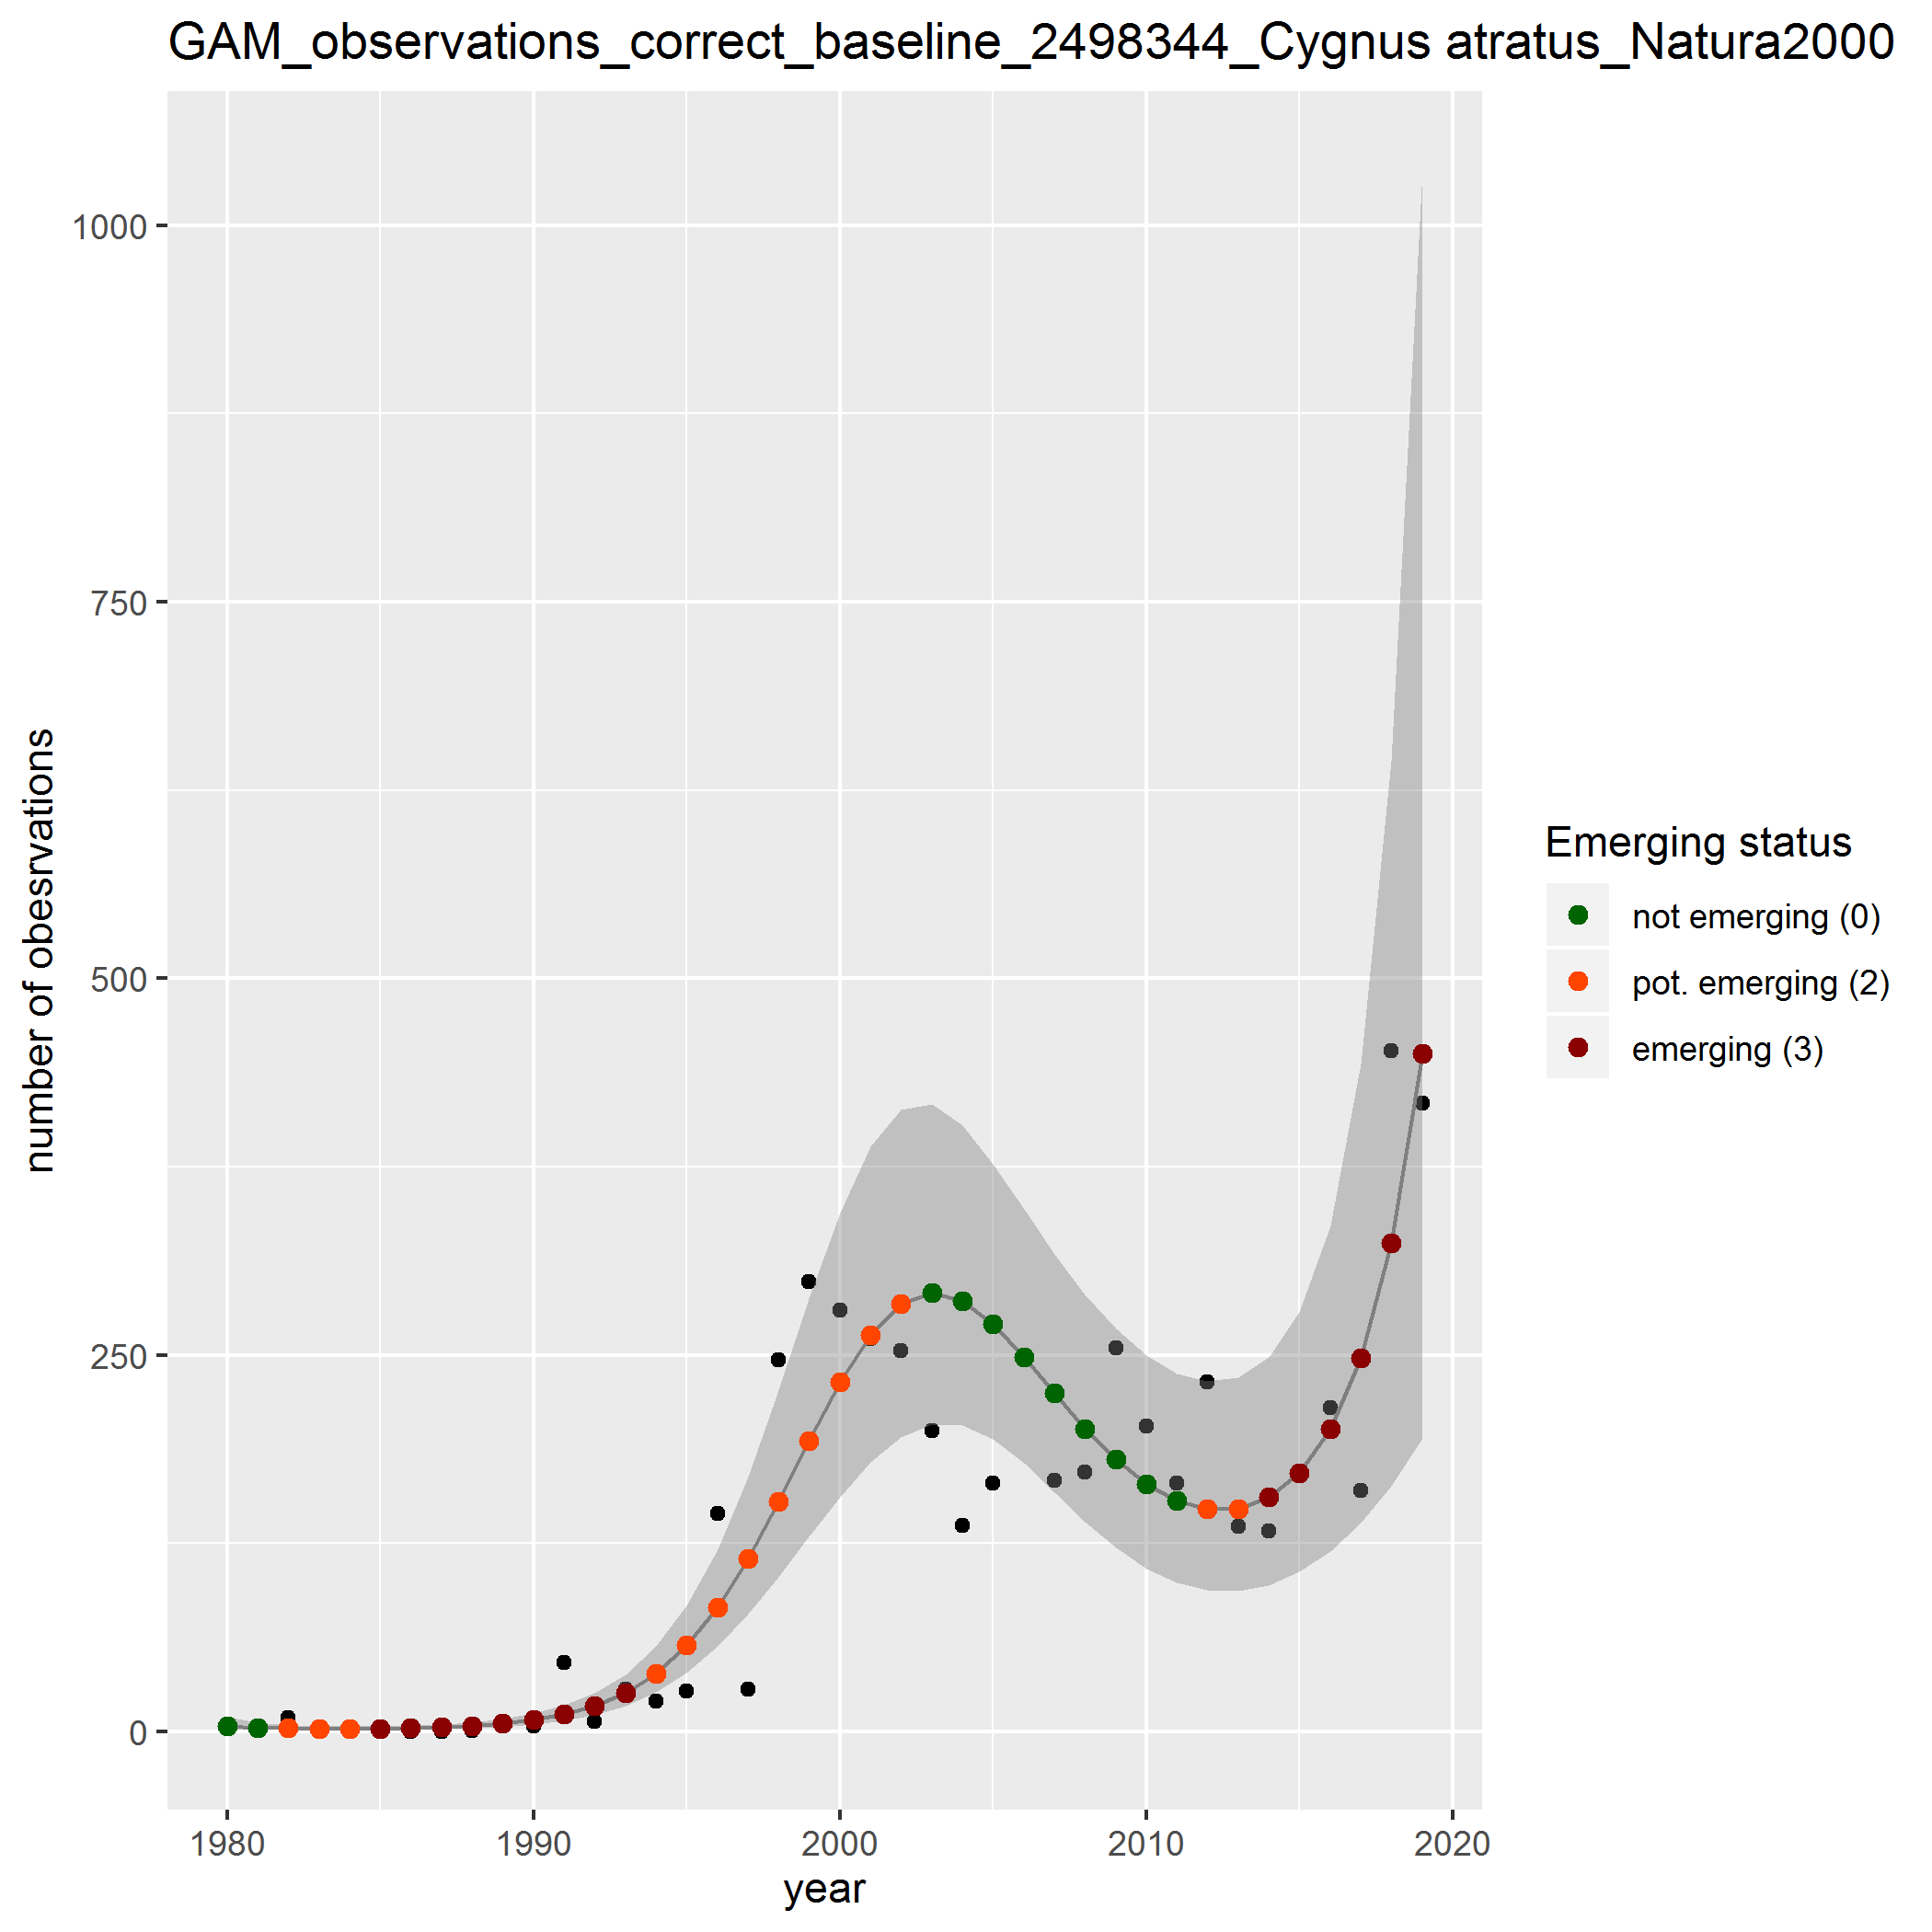 GAM_observations_correct_baseline_2498344_Cygnus atratus_Natura2000
1000
750
500
250
0
number of obesrvations
1980
1990
2000
2010
2020
year
Emerging status
not emerging (0)
pot. emerging (2)
emerging (3)